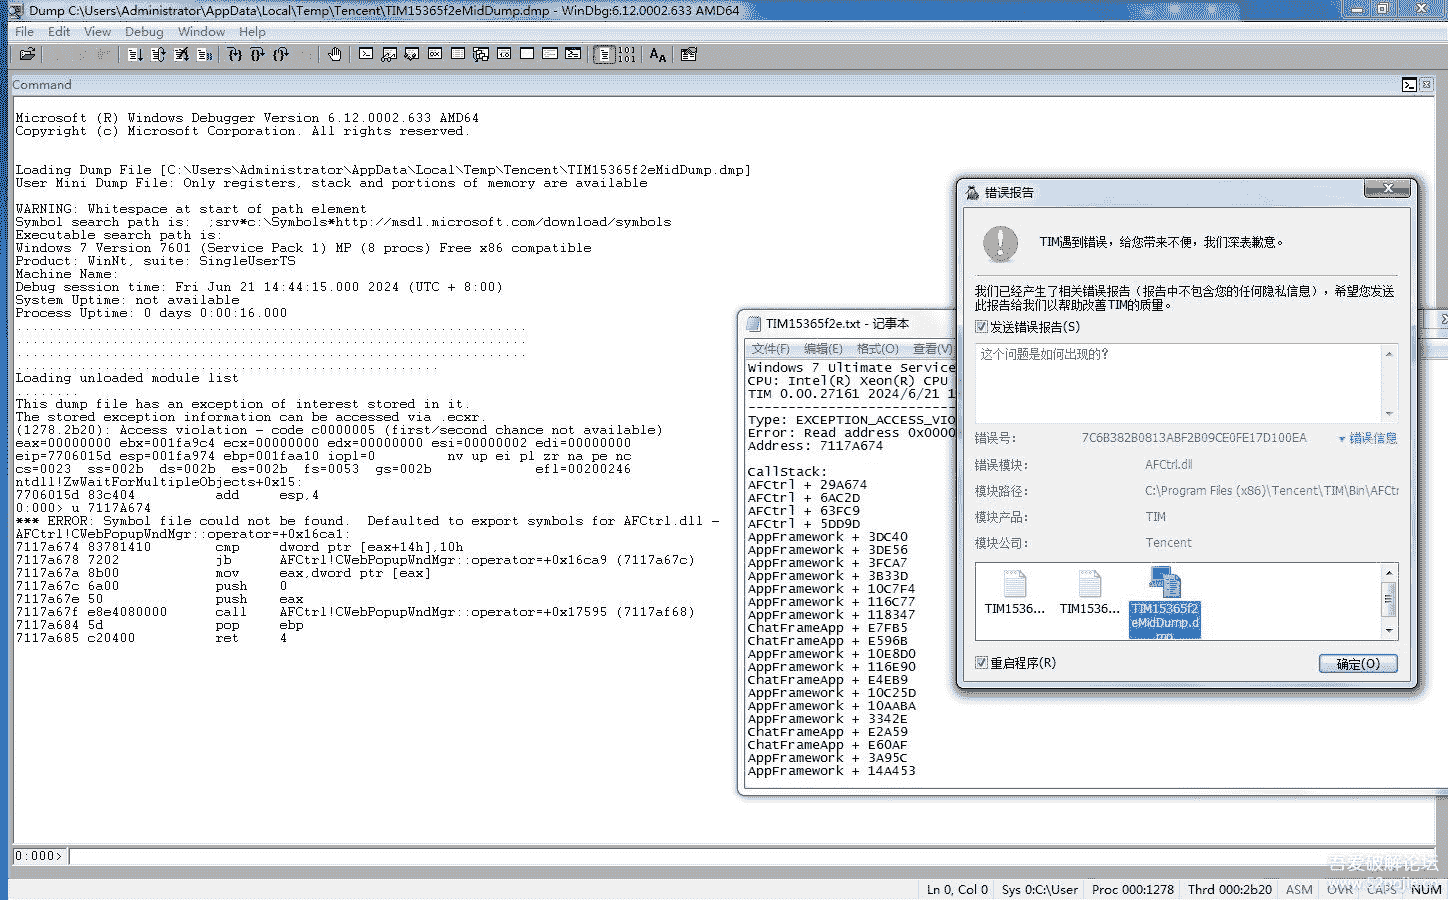 Dump C:\Users\Administrator\AppData\Local\Temp\Tencent\TIM15365f2eMidDump.dmp - WinDbg:6.12.0002.633 AMD64
File Edit View Debug Window Help
Command
Microsoft (R) Windows Debugger Version 6.12.0002.633 AMD64
Copyright (c) Microsoft Corporation. All rights reserved.
Loading Dump File [C:\Users\Administrator\AppData\Local\Temp\Tencent\TIM15365f2eMidDump.dmp]
User Mini Dump File: Only registers, stack and portions of memory are available
WARNING: Whitespace at start of path element
Symbol search path is:  ;srv*c:\Symbols*http://msdl.microsoft.com/download/symbols
Executable search path is:
Windows 7 Version 7601 (Service Pack 1) MP (8 procs) Free x86 compatible
Product: WinNt, suite: SingleUserTS
Machine Name:
Debug session time: Fri Jun 21 14:44:15.000 2024 (UTC + 8:00)
System Uptime: not available
Process Uptime: 0 days 0:00:16.000
................................................................
................................................................
.....................................................
Loading unloaded module list
........
This dump file has an exception of interest stored in it.
The stored exception information can be accessed via .ecxr.
(1278.2b20): Access violation - code c0000005 (first/second chance not available)
eax=00000000 ebx=001fa9c4 ecx=00000000 edx=00000000 esi=00000002 edi=00000000
eip=7706015d esp=001fa974 ebp=001faa10 iopl=0         nv up ei pl zr na pe nc
cs=0023  ss=002b  ds=002b  es=002b  fs=0053  gs=002b             efl=00200246
ntdll!ZwWaitForMultipleObjects+0x15:
7706015d 83c404          add     esp,4
0:000> u 7117A674
*** ERROR: Symbol file could not be found.  Defaulted to export symbols for AFCtrl.dll -
AFCtrl!CWebPopupWndMgr::operator=+0x16ca1:
7117a674 83781410        cmp     dword ptr [eax+14h],10h
7117a678 7202            jb      AFCtrl!CWebPopupWndMgr::operator=+0x16ca9 (7117a67c)
7117a67a 8b00            mov     eax,dword ptr [eax]
7117a67c 6a00            push    0
7117a67e 50              push    eax
7117a67f e8e4080000      call    AFCtrl!CWebPopupWndMgr::operator=+0x17595 (7117af68)
7117a684 5d              pop     ebp
7117a685 c20400          ret     4
0:000>
Ln 0, Col 0 Sys 0:C:\User Proc 000:1278 Thrd 000:2b20 ASM OVR CAPS NUM
TIM15365f2e.txt - 记事本
文件(F) 编辑(E) 格式(O) 查看(V)
Windows 7 Ultimate Service
CPU: Intel(R) Xeon(R) CPU
TIM 0.00.27161 2024/6/21 1
--------------------------
Type: EXCEPTION_ACCESS_VIO
Error: Read address 0x0000
Address: 7117A674
CallStack:
AFCtrl + 29A674
AFCtrl + 6AC2D
AFCtrl + 63FC9
AFCtrl + 5DD9D
AppFramework + 3DC40
AppFramework + 3DE56
AppFramework + 3FCA7
AppFramework + 3B33D
AppFramework + 10C7F4
AppFramework + 116C77
AppFramework + 118347
ChatFrameApp + E7FB5
ChatFrameApp + E596B
AppFramework + 10E8D0
AppFramework + 116E90
ChatFrameApp + E4EB9
AppFramework + 10C25D
AppFramework + 10AABA
AppFramework + 3342E
ChatFrameApp + E2A59
ChatFrameApp + E60AF
AppFramework + 3A95C
AppFramework + 14A453
错误报告
TIM遇到错误，给您带来不便，我们深表歉意。
我们已经产生了相关错误报告（报告中不包含您的任何隐私信息），希望您发送
此报告给我们以帮助改善TIM的质量。
发送错误报告(S)
这个问题是如何出现的?
错误号: 7C6B382B0813ABF2B09CE0FE17D100EA 错误信息
错误模块: AFCtrl.dll
模块路径: C:\Program Files (x86)\Tencent\TIM\Bin\AFCtr
模块产品: TIM
模块公司: Tencent
TIM1536... TIM1536... TIM15365f2
eMidDump.d
mp
重启程序(R) 确定(O)
吾爱破解论坛